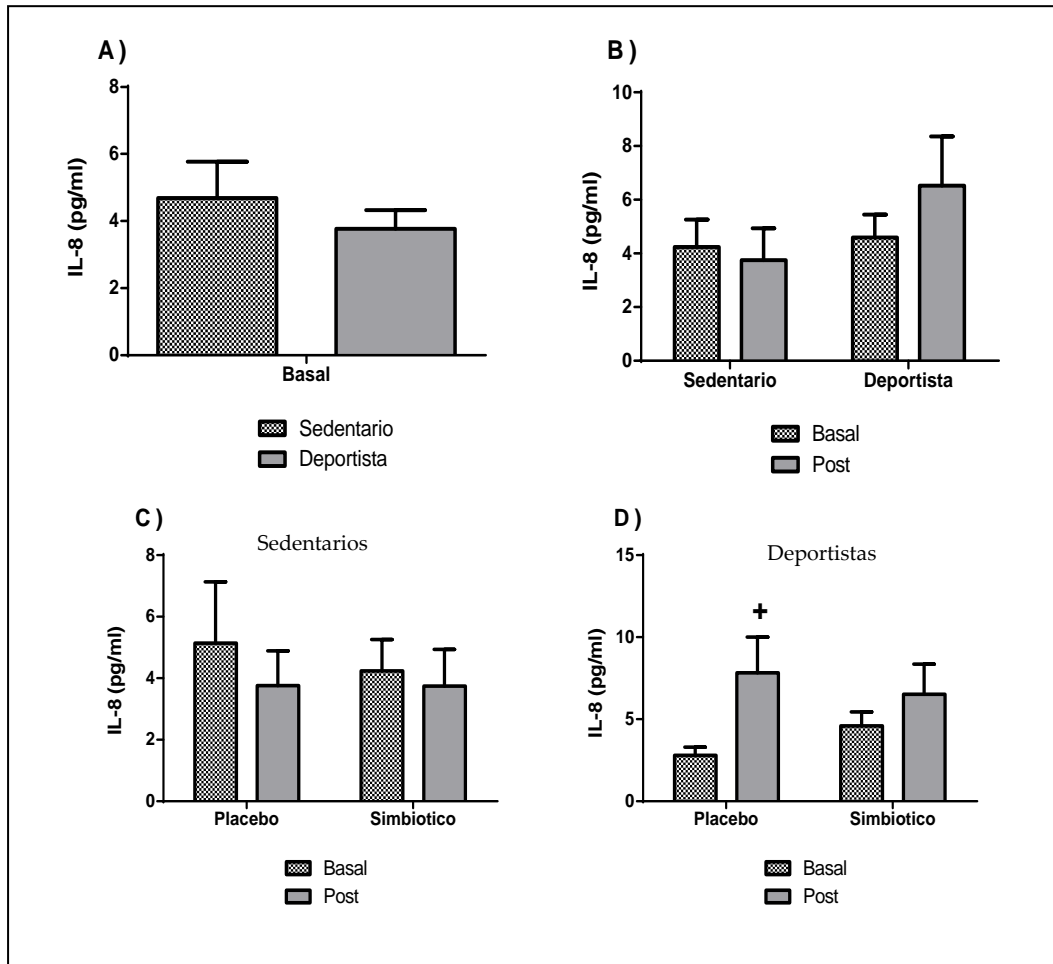 A )
8
6
4
2
0
IL-8 (pg/ml)
Basal
Sedentario
Deportista
B )
10
8
6
4
2
0
IL-8 (pg/ml)
Sedentario
Deportista
Basal
Post
C )
Sedentarios
8
6
4
2
0
IL-8 (pg/ml)
Placebo
Simbiotico
Basal
Post
D )
Deportistas
15
10
5
0
IL-8 (pg/ml)
+
Placebo
Simbiotico
Basal
Post